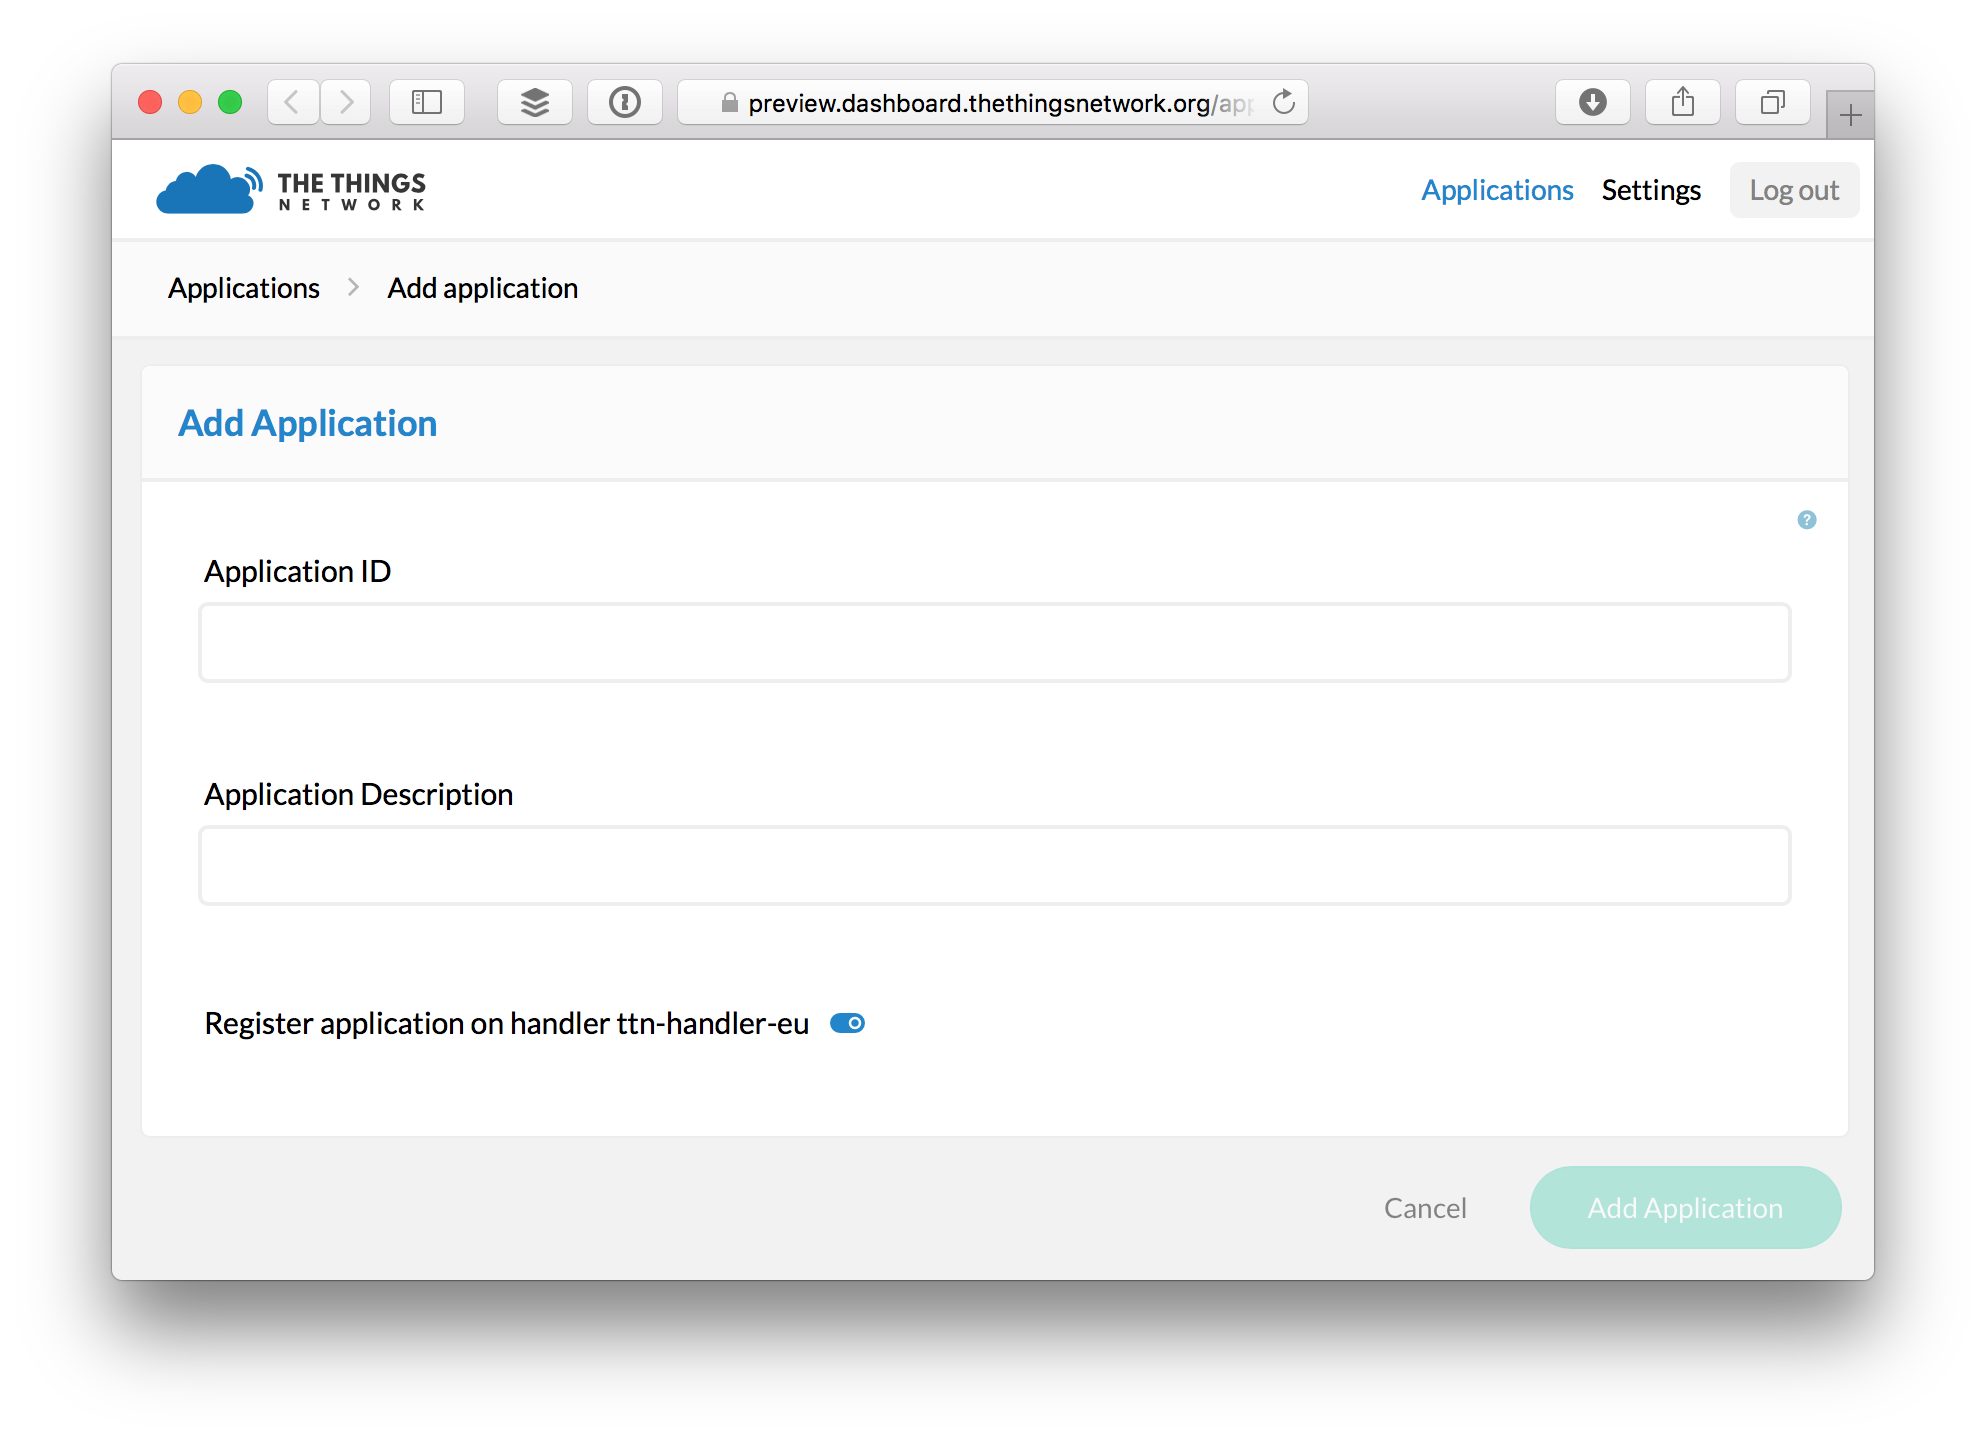 preview.dashboard.thethingsnetwork.org/app
THE THINGS
NETWORK
Applications
Settings
Log out
Applications
Add application
Add Application
?
Application ID
Application Description
Register application on handler ttn-handler-eu
Cancel
Add Application